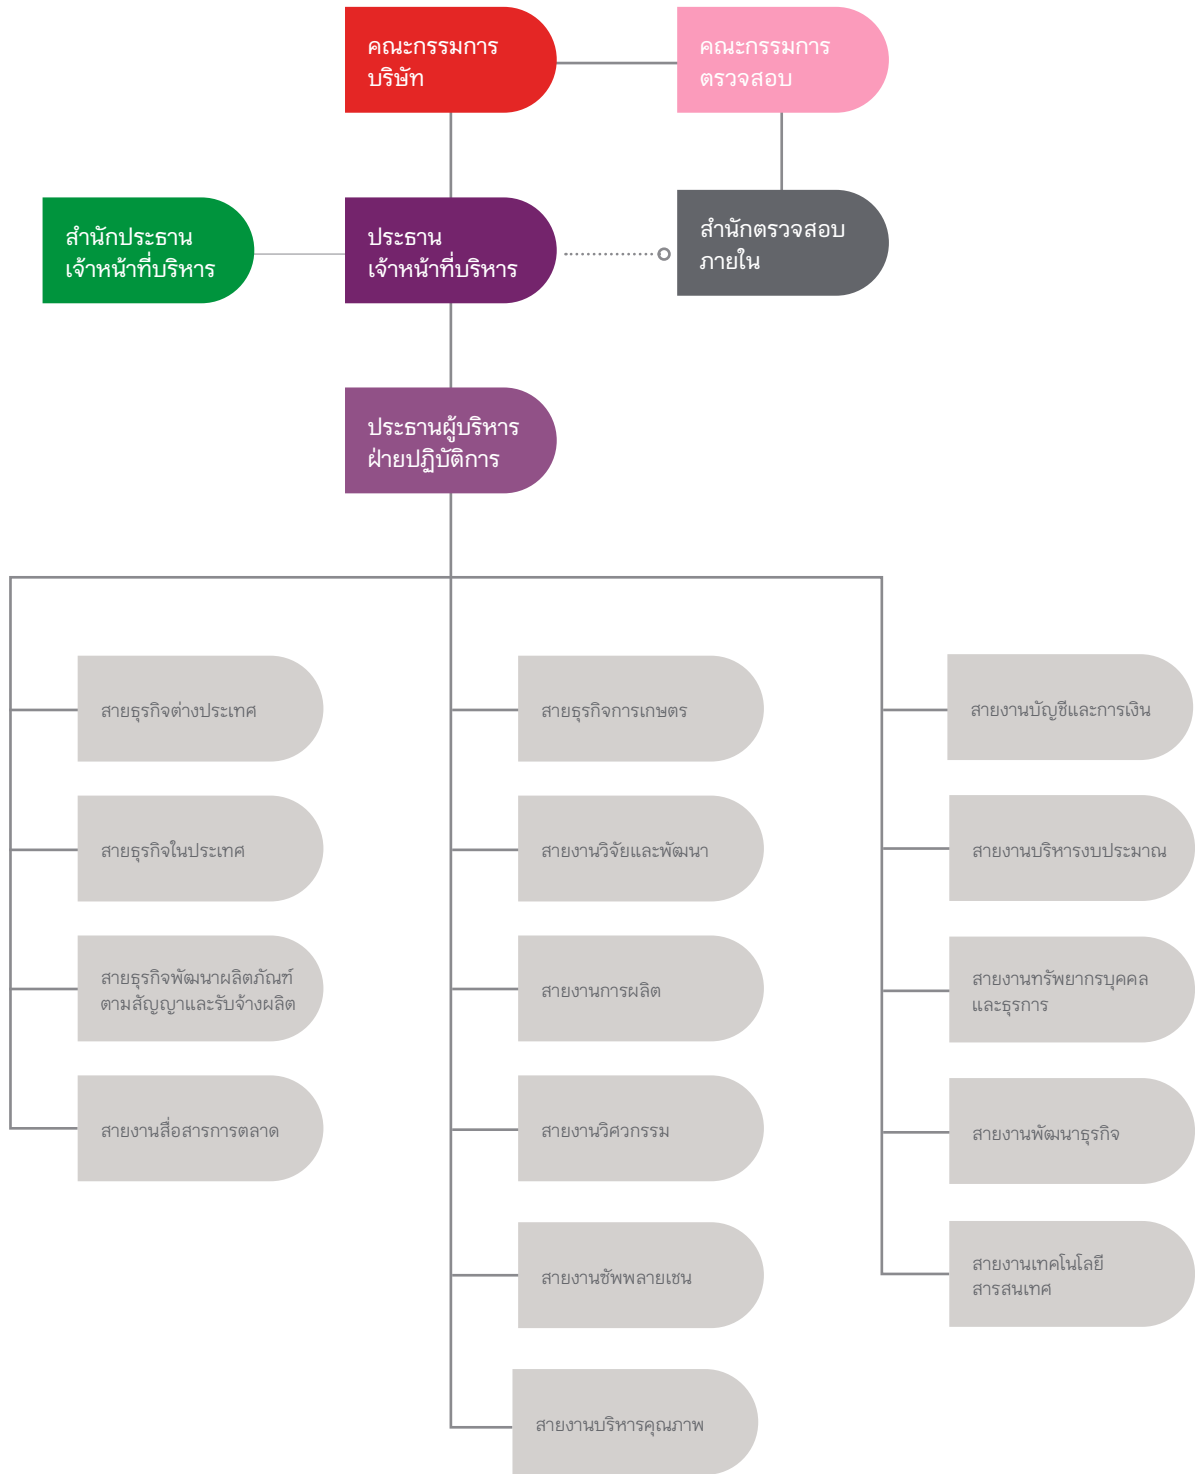 คณะกรรมการ
บริษัท
คณะกรรมการ
ตรวจสอบ
สำนักประธาน
เจ้าหน้าที่บริหาร
ประธาน
เจ้าหน้าที่บริหาร
สำนักตรวจสอบ
ภายใน
ประธานผู้บริหาร
ฝ่ายปฏิบัติการ
สายธุรกิจต่างประเทศ
สายธุรกิจในประเทศ
สายธุรกิจพัฒนาผลิตภัณฑ์
ตามสัญญาและรับจ้างผลิต
สายงานสื่อสารการตลาด
สายธุรกิจการเกษตร
สายงานวิจัยและพัฒนา
สายงานการผลิต
สายงานวิศวกรรม
สายงานซัพพลายเชน
สายงานบริหารคุณภาพ
สายงานบัญชีและการเงิน
สายงานบริหารงบประมาณ
สายงานทรัพยากรบุคคล
และธุรการ
สายงานพัฒนาธุรกิจ
สายงานเทคโนโลยี
สารสนเทศ